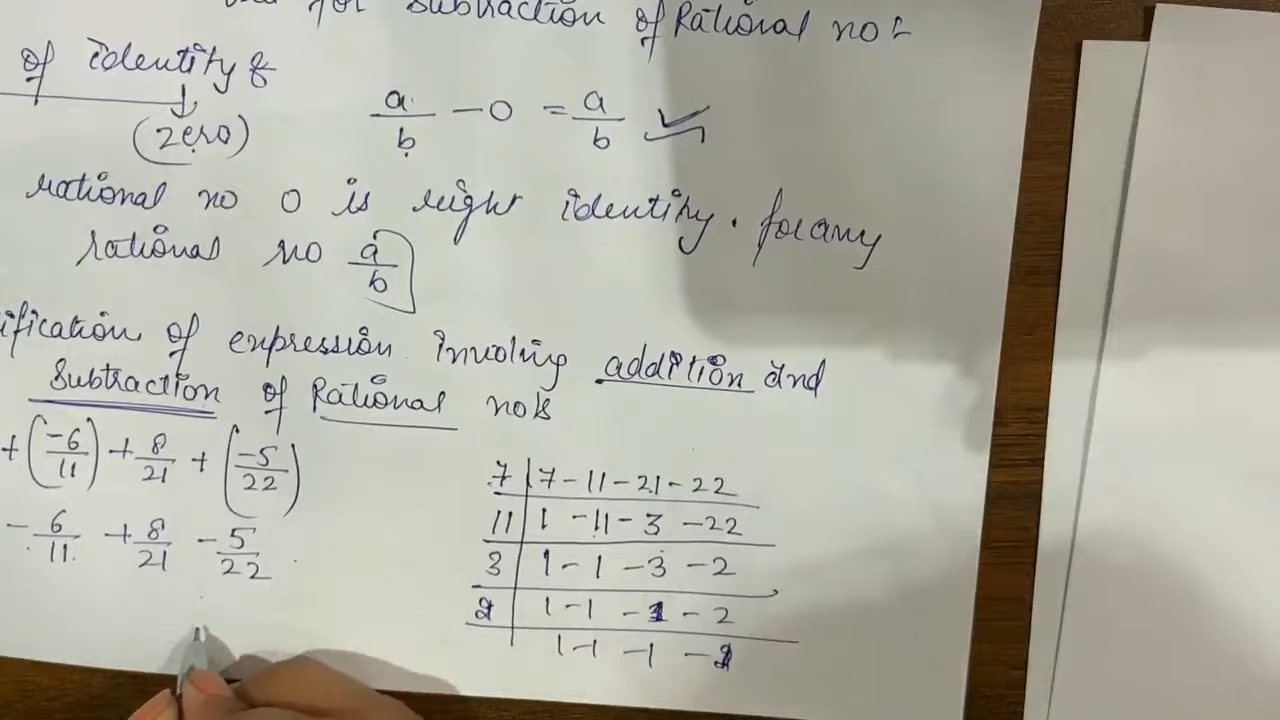 for Subtraction of Rational no:-
of identity &
(zero)
a/b - 0 = a/b
rational no 0 is right identity. for any
rational no a/b
ification of expression involving addition and
Subtraction of Rational no's
+ (-6/11) + 8/21 + (-5/22)
- 6/11 + 8/21 - 5/22
7 | 7 - 11 - 21 - 22
11 | 1 - 11 - 3 - 22
3 | 1 - 1 - 3 - 2
2 | 1 - 1 - 1 - 2
1 - 1 - 1 - 1